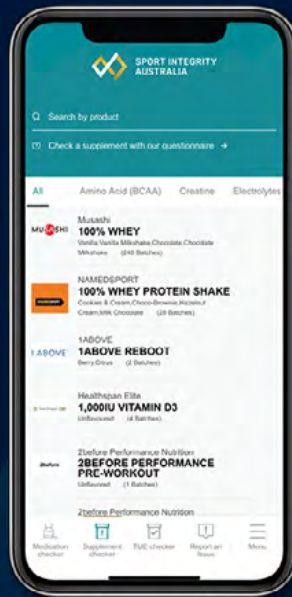 SPORT INTEGRITY
AUSTRALIA
Search by product
Check a supplement with our questionnaire →
All Amino Acid (BCAA) Creatine Electrolytes
MUSASHI
Musashi
100% WHEY
Vanilla,Vanilla Milkshake,Chocolate,Chocolate
Milkshake (248 Batches)
NAMEDSPORT
100% WHEY PROTEIN SHAKE
Cookies & Cream,Choco-Brownie,Hazelnut
Cream,Milk Chocolate (28 Batches)
1ABOVE
1ABOVE
1ABOVE REBOOT
Berry,Citrus (2 Batches)
Healthspan Elite
1,000IU VITAMIN D3
Unflavoured (4 Batches)
2before
2before Performance Nutrition
2BEFORE PERFORMANCE
PRE-WORKOUT
Unflavoured (1 Batches)
2before Performance Nutrition
Medication
checker
Supplement
checker
TUE checker
Report an
Issue
Menu